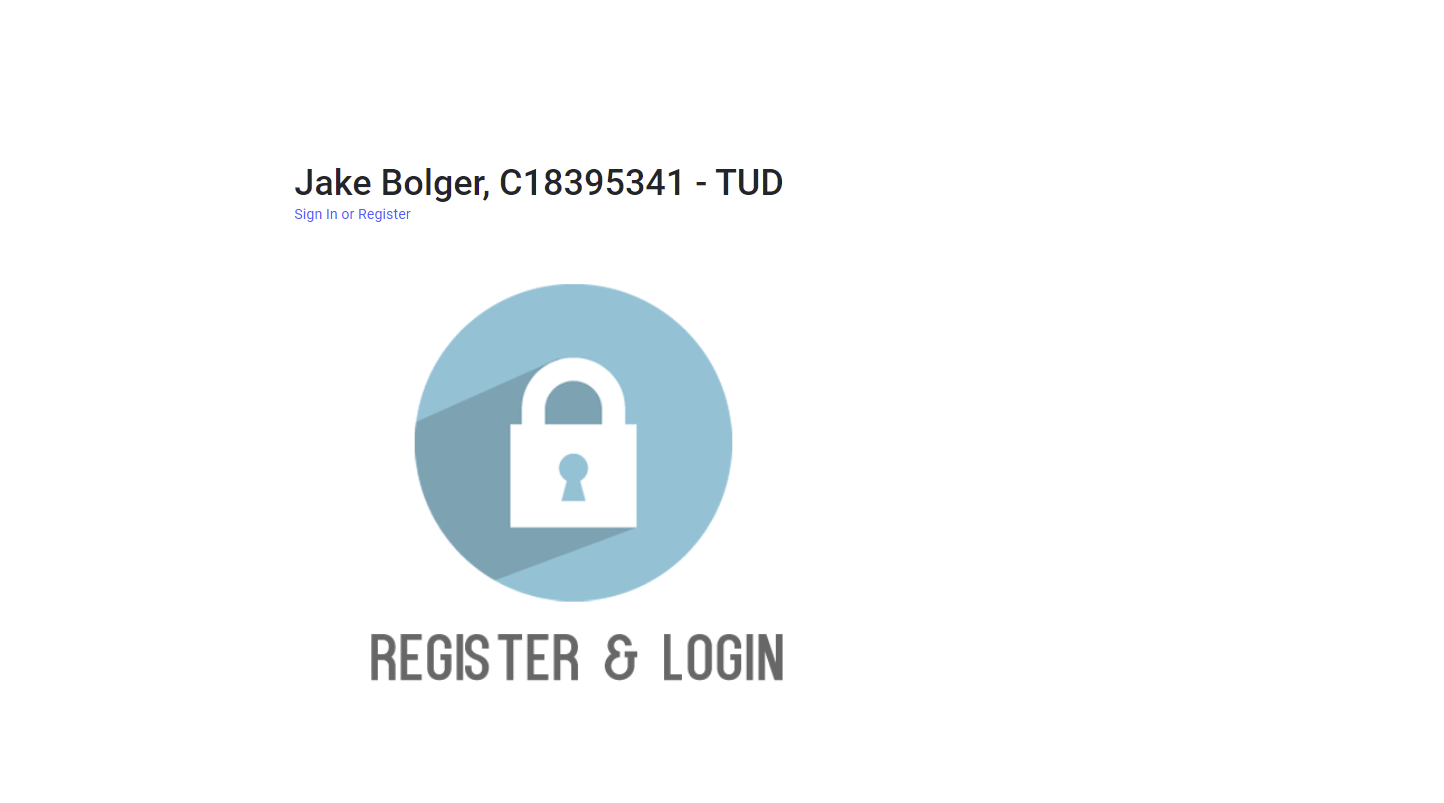 Jake Bolger, C18395341 - TUD
Sign In or Register
REGISTER & LOGIN